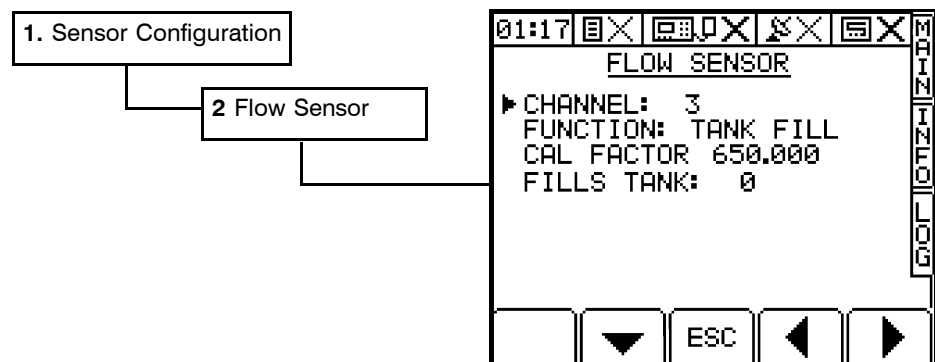 1. Sensor Configuration
2 Flow Sensor
01:17
FLOW SENSOR
CHANNEL: 3
FUNCTION: TANK FILL
CAL FACTOR 650.000
FILLS TANK: 0
MAIN
INFO
LOG
ESC